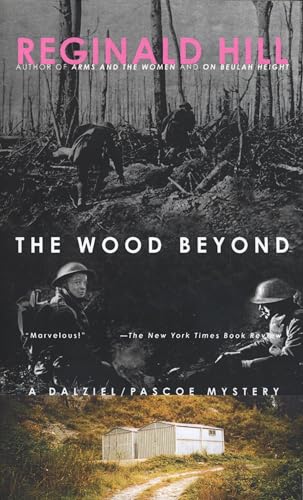 REGINALD HILL
AUTHOR OF ARMS AND THE WOMEN AND ON BEULAH HEIGHT
THE WOOD BEYOND
"Marvelous!" —The New York Times Book Review
A DALZIEL/PASCOE MYSTERY